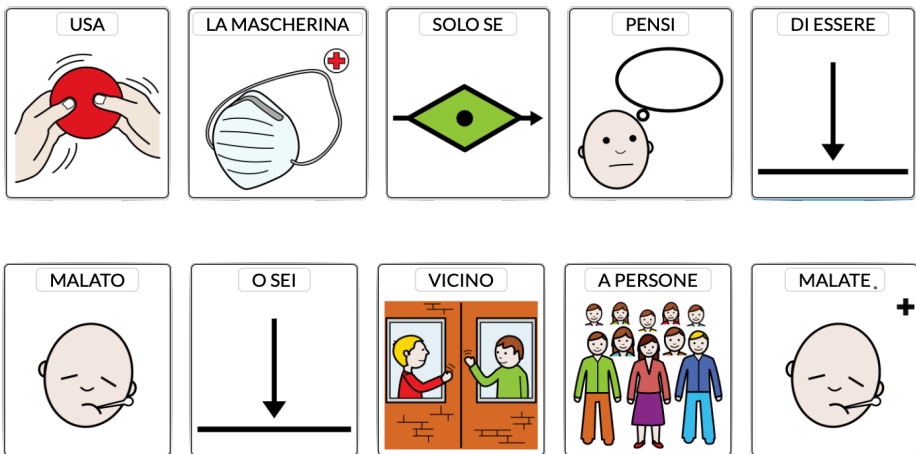 USA LA MASCHERINA SOLO SE PENSI DI ESSERE
MALATO O SEI VICINO A PERSONE MALATE.